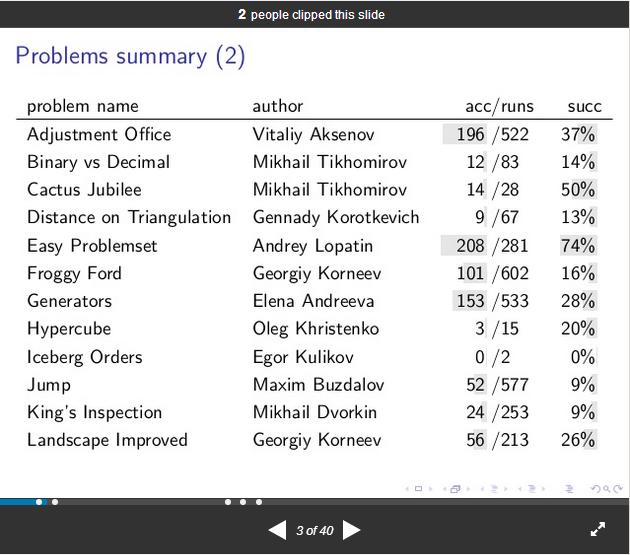 2 people clipped this slide
Problems summary (2)
problem name author acc/runs succ
Adjustment Office Vitaliy Aksenov 196 /522 37%
Binary vs Decimal Mikhail Tikhomirov 12 /83 14%
Cactus Jubilee Mikhail Tikhomirov 14 /28 50%
Distance on Triangulation Gennady Korotkevich 9 /67 13%
Easy Problemset Andrey Lopatin 208 /281 74%
Froggy Ford Georgiy Korneev 101 /602 16%
Generators Elena Andreeva 153 /533 28%
Hypercube Oleg Khristenko 3 /15 20%
Iceberg Orders Egor Kulikov 0 /2 0%
Jump Maxim Buzdalov 52 /577 9%
King's Inspection Mikhail Dvorkin 24 /253 9%
Landscape Improved Georgiy Korneev 56 /213 26%
3 of 40